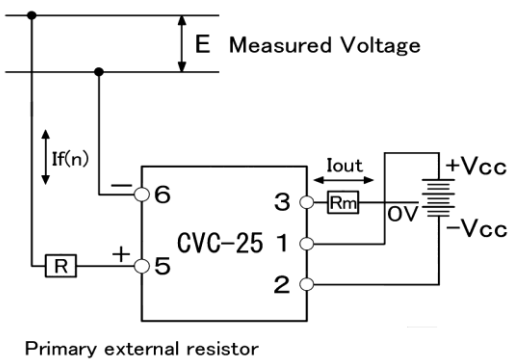 E Measured Voltage
If(n)
Iout
+Vcc
− 6
3 Rm 0V
CVC-25
1
−Vcc
R + 5
2
Primary external resistor